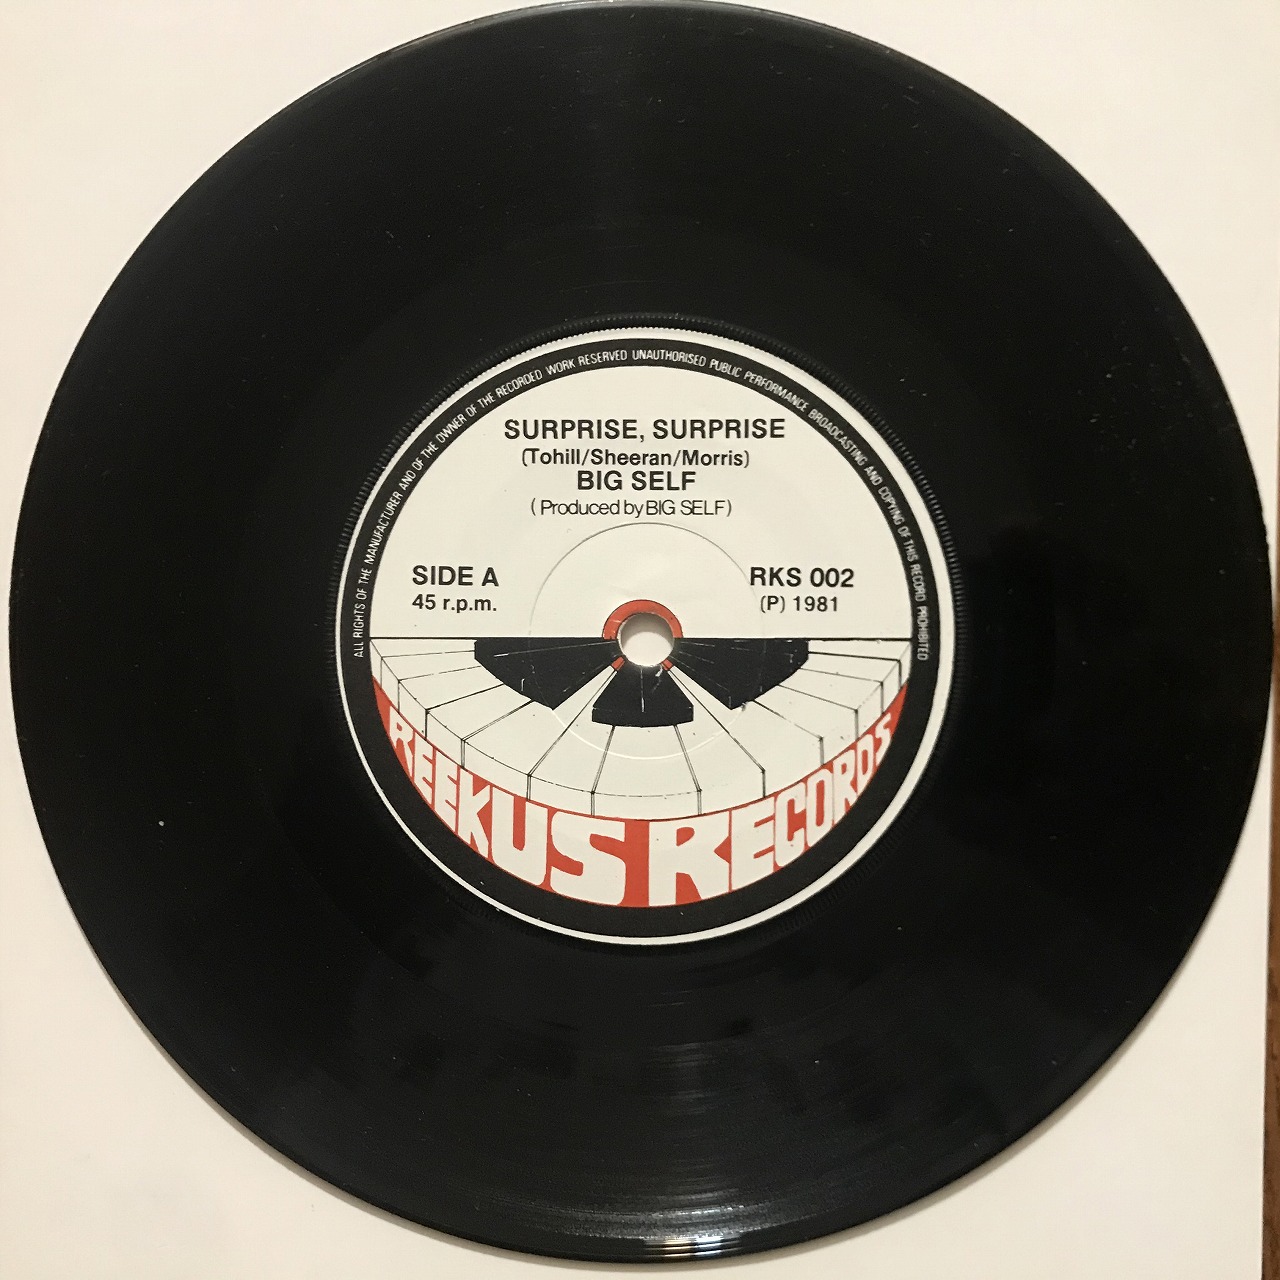 ALL RIGHTS OF THE MANUFACTURER AND OF THE OWNER OF THE RECORDED WORK RESERVED UNAUTHORISED PUBLIC PERFORMANCE BROADCASTING AND COPYING OF THIS RECORD PROHIBITED
SURPRISE, SURPRISE
(Tohill/Sheeran/Morris)
BIG SELF
(Produced by BIG SELF)
SIDE A RKS 002
45 r.p.m. (P) 1981
REEKUS RECORDS